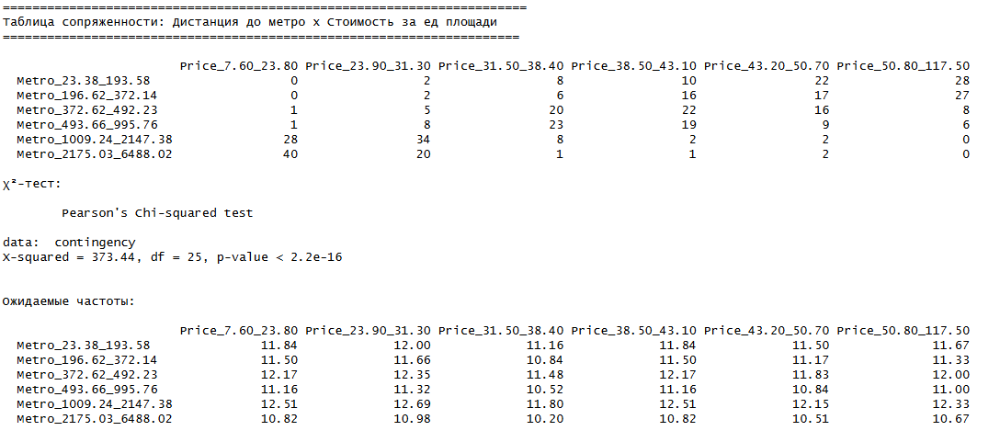 =======================================================================
Таблица сопряженности: Дистанция до метро x Стоимость за ед площади
======================================================================
Price_7.60_23.80 Price_23.90_31.30 Price_31.50_38.40 Price_38.50_43.10 Price_43.20_50.70 Price_50.80_117.50
Metro_23.38_193.58 0 2 8 10 22 28
Metro_196.62_372.14 0 2 6 16 17 27
Metro_372.62_492.23 1 5 20 22 16 8
Metro_493.66_995.76 1 8 23 19 9 6
Metro_1009.24_2147.38 28 34 8 2 2 0
Metro_2175.03_6488.02 40 20 1 1 2 0
χ²-тест:
Pearson's Chi-squared test
data: contingency
X-squared = 373.44, df = 25, p-value < 2.2e-16
Ожидаемые частоты:
Price_7.60_23.80 Price_23.90_31.30 Price_31.50_38.40 Price_38.50_43.10 Price_43.20_50.70 Price_50.80_117.50
Metro_23.38_193.58 11.84 12.00 11.16 11.84 11.50 11.67
Metro_196.62_372.14 11.50 11.66 10.84 11.50 11.17 11.33
Metro_372.62_492.23 12.17 12.35 11.48 12.17 11.83 12.00
Metro_493.66_995.76 11.16 11.32 10.52 11.16 10.84 11.00
Metro_1009.24_2147.38 12.51 12.69 11.80 12.51 12.15 12.33
Metro_2175.03_6488.02 10.82 10.98 10.20 10.82 10.51 10.67